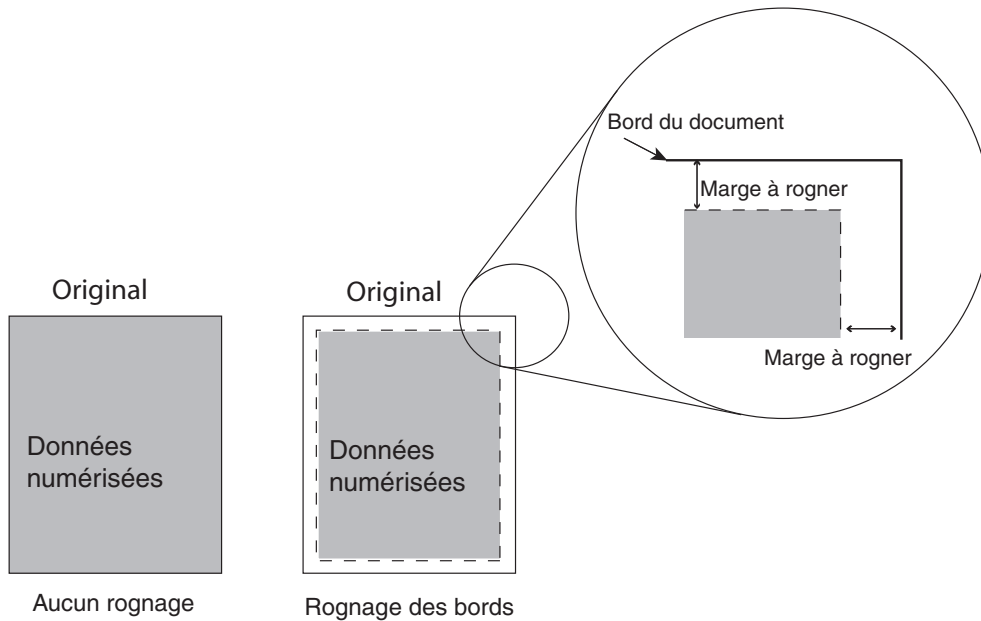 Bord du document
Marge à rogner
Marge à rogner
Original
Données
numérisées
Aucun rognage
Original
Données
numérisées
Rognage des bords